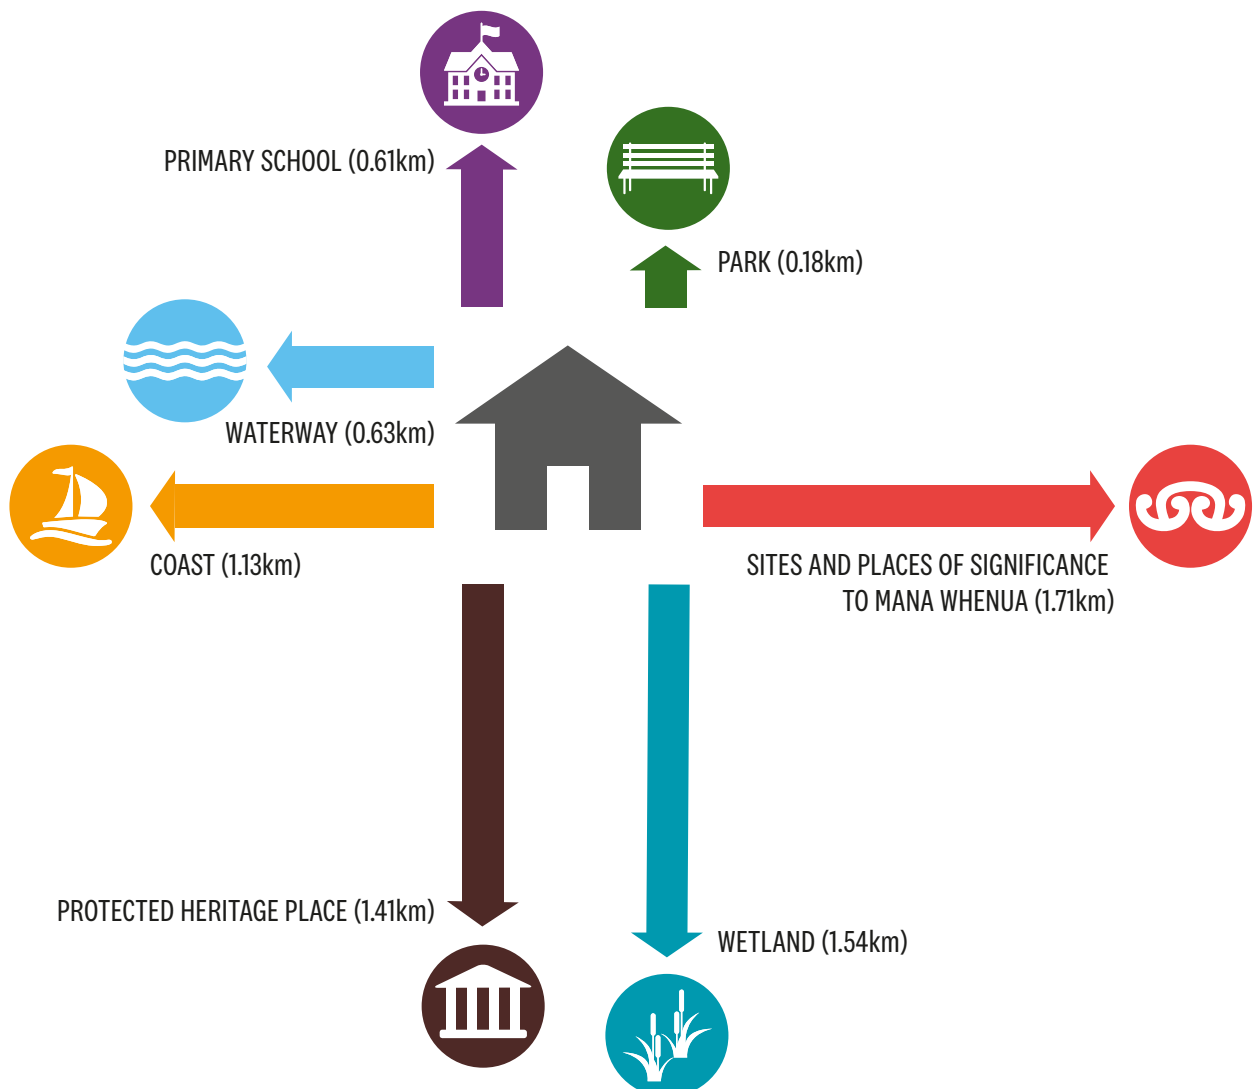 PRIMARY SCHOOL (0.61km)
PARK (0.18km)
WATERWAY (0.63km)
COAST (1.13km)
SITES AND PLACES OF SIGNIFICANCE
TO MANA WHENUA (1.71km)
PROTECTED HERITAGE PLACE (1.41km)
WETLAND (1.54km)